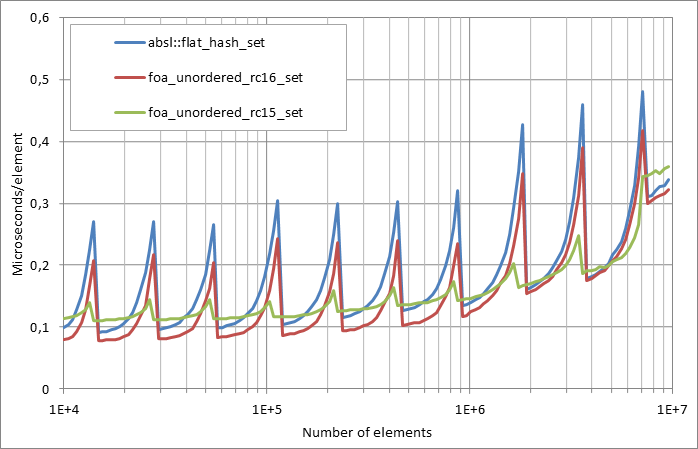 0,6
0,5
0,4
0,3
0,2
0,1
0
Microseconds/element
absl::flat_hash_set
foa_unordered_rc16_set
foa_unordered_rc15_set
1E+4 1E+5 1E+6 1E+7
Number of elements